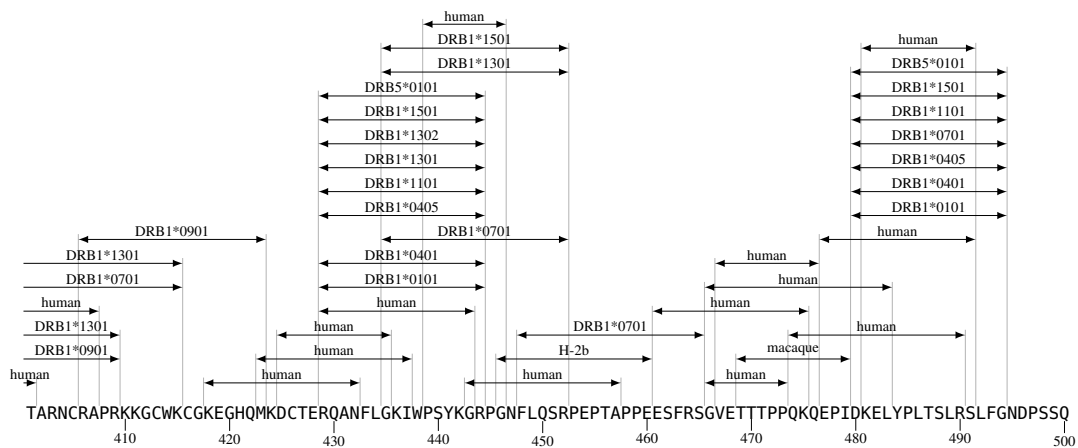 human
DRB1*1501
DRB1*1301
human
DRB5*0101
DRB5*0101
DRB1*1501
DRB1*1501
DRB1*1302
DRB1*1101
DRB1*1301
DRB1*0701
DRB1*1101
DRB1*0405
DRB1*0405
DRB1*0401
DRB1*0101
DRB1*0901
DRB1*0701
human
DRB1*1301
DRB1*0401
human
DRB1*0701
DRB1*0101
human
human
human
human
DRB1*1301
human
DRB1*0701
human
DRB1*0901
human
H-2b
macaque
human
human
human
human
TARNCRAPRKKGCWKCGKEGHQMKDCTERQANFLGKIWPSYKGRPGNFLQSRPEPTAPPEESFRSGVETTTPPQKQEPIDKELYPLTSLRSLFGNDPSSQ
410 420 430 440 450 460 470 480 490 500